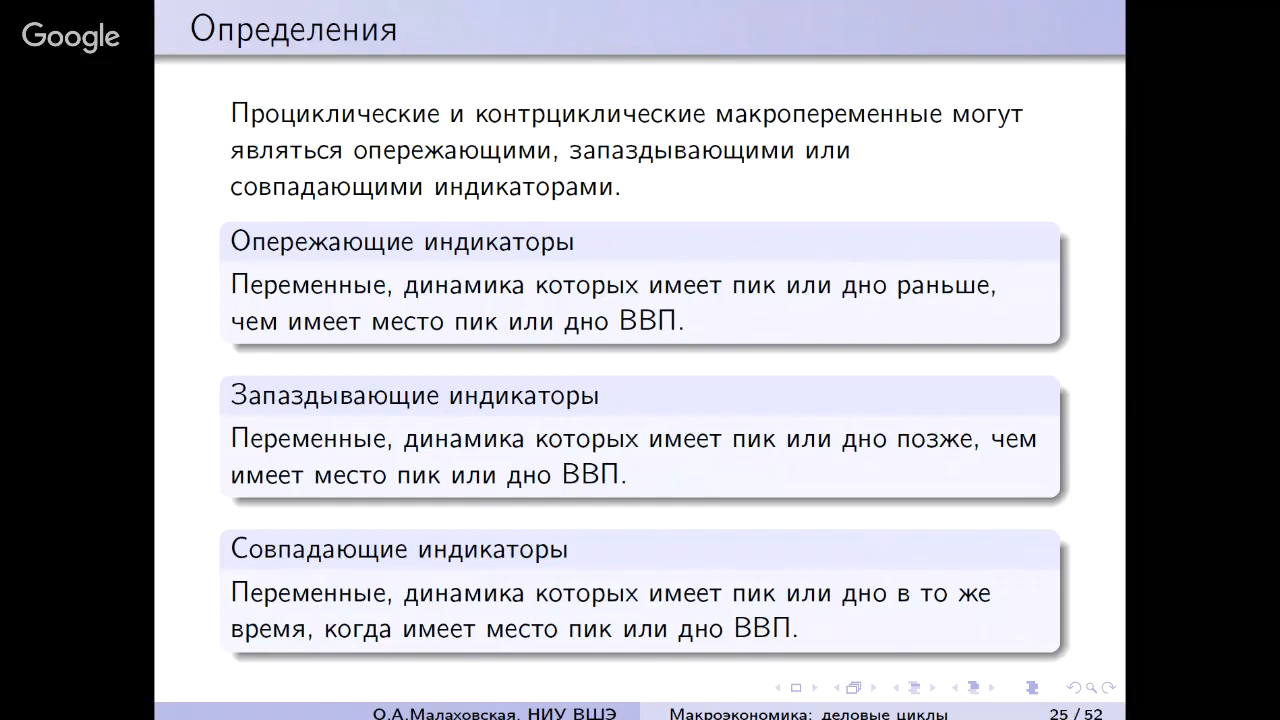 Google
Определения
Проциклические и контрциклические макропеременные могут
являться опережающими, запаздывающими или
совпадающими индикаторами.
Опережающие индикаторы
Переменные, динамика которых имеет пик или дно раньше,
чем имеет место пик или дно ВВП.
Запаздывающие индикаторы
Переменные, динамика которых имеет пик или дно позже, чем
имеет место пик или дно ВВП.
Совпадающие индикаторы
Переменные, динамика которых имеет пик или дно в то же
время, когда имеет место пик или дно ВВП.
О.А.Малаховская, НИУ ВШЭ Макроэкономика: деловые циклы 25 / 52